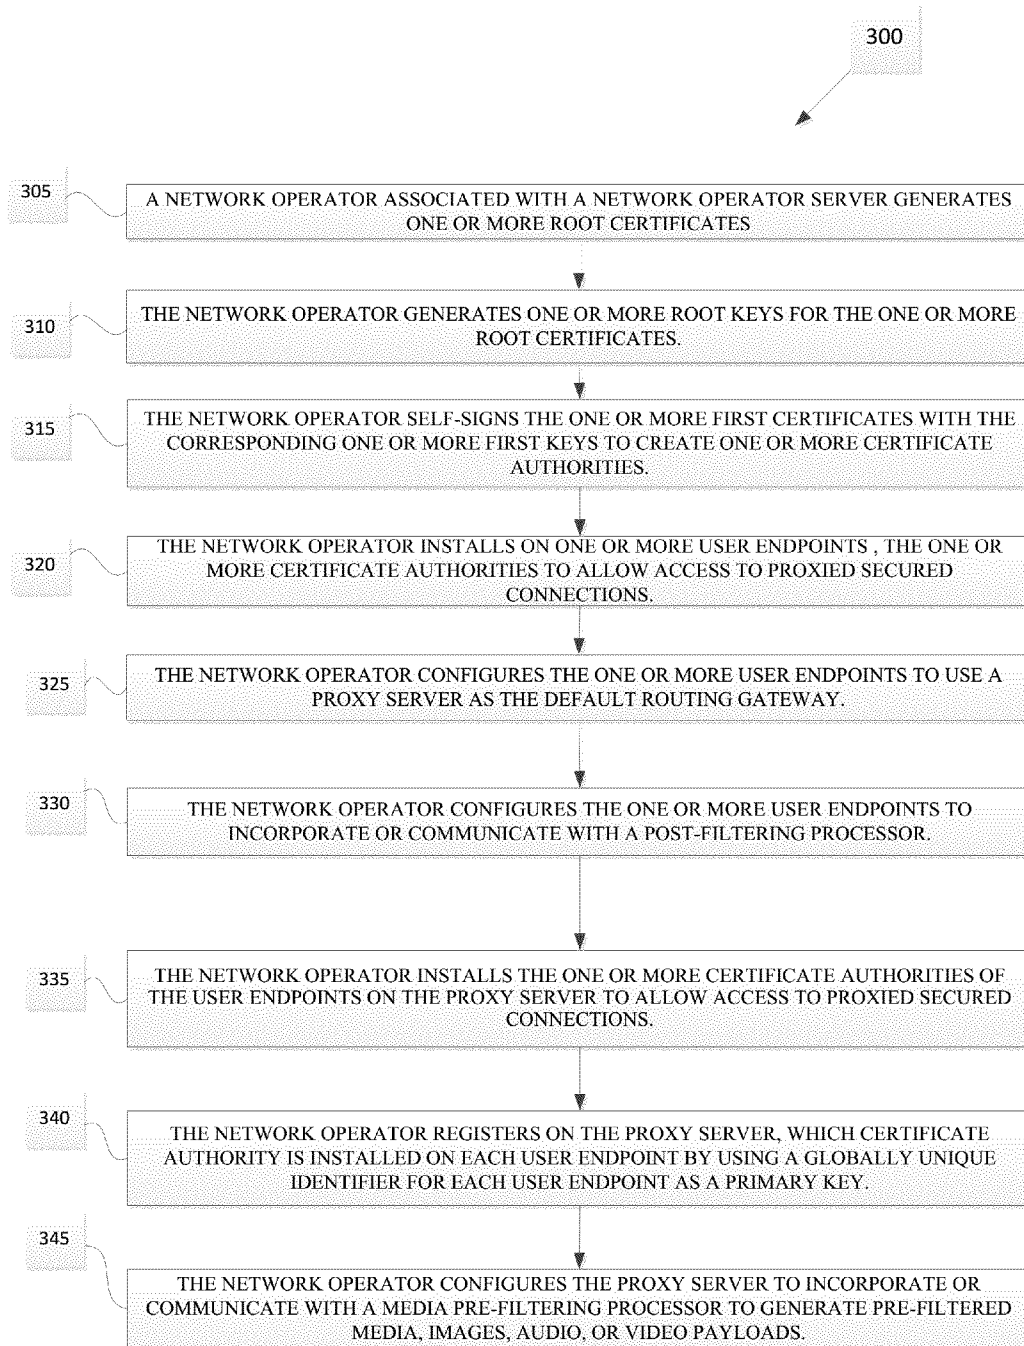 300
305
A NETWORK OPERATOR ASSOCIATED WITH A NETWORK OPERATOR SERVER GENERATES
ONE OR MORE ROOT CERTIFICATES
310
THE NETWORK OPERATOR GENERATES ONE OR MORE ROOT KEYS FOR THE ONE OR MORE
ROOT CERTIFICATES.
315
THE NETWORK OPERATOR SELF-SIGNS THE ONE OR MORE FIRST CERTIFICATES WITH THE
CORRESPONDING ONE OR MORE FIRST KEYS TO CREATE ONE OR MORE CERTIFICATE
AUTHORITIES.
320
THE NETWORK OPERATOR INSTALLS ON ONE OR MORE USER ENDPOINTS , THE ONE OR
MORE CERTIFICATE AUTHORITIES TO ALLOW ACCESS TO PROXIED SECURED
CONNECTIONS.
325
THE NETWORK OPERATOR CONFIGURES THE ONE OR MORE USER ENDPOINTS TO USE A
PROXY SERVER AS THE DEFAULT ROUTING GATEWAY.
330
THE NETWORK OPERATOR CONFIGURES THE ONE OR MORE USER ENDPOINTS TO
INCORPORATE OR COMMUNICATE WITH A POST-FILTERING PROCESSOR.
335
THE NETWORK OPERATOR INSTALLS THE ONE OR MORE CERTIFICATE AUTHORITIES OF
THE USER ENDPOINTS ON THE PROXY SERVER TO ALLOW ACCESS TO PROXIED SECURED
CONNECTIONS.
340
THE NETWORK OPERATOR REGISTERS ON THE PROXY SERVER, WHICH CERTIFICATE
AUTHORITY IS INSTALLED ON EACH USER ENDPOINT BY USING A GLOBALLY UNIQUE
IDENTIFIER FOR EACH USER ENDPOINT AS A PRIMARY KEY.
345
THE NETWORK OPERATOR CONFIGURES THE PROXY SERVER TO INCORPORATE OR
COMMUNICATE WITH A MEDIA PRE-FILTERING PROCESSOR TO GENERATE PRE-FILTERED
MEDIA, IMAGES, AUDIO, OR VIDEO PAYLOADS.